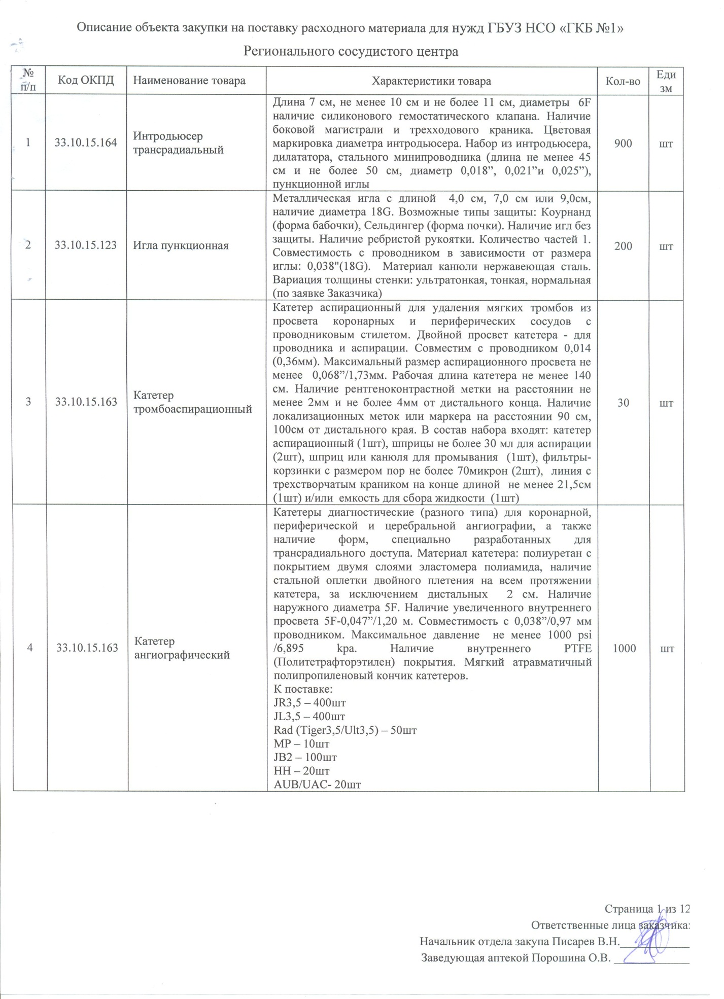 Описание объекта закупки на поставку расходного материала для нужд ГБУЗ НСО «ГКБ №1»
Регионального сосудистого центра
№ п/п
Код ОКПД
Наименование товара
Характеристики товара
Кол-во
Еди зм
1
33.10.15.164
Интродьюсер
трансрадиальный
Длина 7 см, не менее 10 см и не более 11 см, диаметры 6F
наличие силиконового гемостатического клапана. Наличие
боковой магистрали и трехходового краника. Цветовая
маркировка диаметра интродьюсера. Набор из интродьюсера,
дилататора, стального минипроводника (длина не менее 45
см и не более 50 см, диаметр 0,018”, 0,021”и 0,025”),
пункционной иглы
900
шт
2
33.10.15.123
Игла пункционная
Металлическая игла с длиной 4,0 см, 7,0 см или 9,0см,
наличие диаметра 18G. Возможные типы защиты: Коурнанд
(форма бабочки), Сельдингер (форма почки). Наличие игл без
защиты. Наличие ребристой рукоятки. Количество частей 1.
Совместимость с проводником в зависимости от размера
иглы: 0,038"(18G). Материал канюли нержавеющая сталь.
Вариация толщины стенки: ультратонкая, тонкая, нормальная
(по заявке Заказчика)
200
шт
3
33.10.15.163
Катетер
тромбоаспирационный
Катетер аспирационный для удаления мягких тромбов из
просвета коронарных и периферических сосудов с
проводниковым стилетом. Двойной просвет катетера - для
проводника и аспирации. Совместим с проводником 0,014
(0,36мм). Максимальный размер аспирационного просвета не
менее 0,068”/1,73мм. Рабочая длина катетера не менее 140
см. Наличие рентгеноконтрастной метки на расстоянии не
менее 2мм и не более 4мм от дистального конца. Наличие
локализационных меток или маркера на расстоянии 90 см,
100см от дистального края. В состав набора входят: катетер
аспирационный (1шт), шприцы не более 30 мл для аспирации
(2шт), шприц или канюля для промывания (1шт), фильтры-
корзинки с размером пор не более 70микрон (2шт), линия с
трехстворчатым краником на конце длиной не менее 21,5см
(1шт) и/или емкость для сбора жидкости (1шт)
30
шт
4
33.10.15.163
Катетер
ангиографический
Катетеры диагностические (разного типа) для коронарной,
периферической и церебральной ангиографии, а также
наличие форм, специально разработанных для
трансрадиального доступа. Материал катетера: полиуретан с
покрытием двумя слоями эластомера полиамида, наличие
стальной оплетки двойного плетения на всем протяжении
катетера, за исключением дистальных 2 см. Наличие
наружного диаметра 5F. Наличие увеличенного внутреннего
просвета 5F-0,047”/1,20 м. Совместимость с 0,038”/0,97 мм
проводником. Максимальное давление не менее 1000 psi
/6,895 kpa. Наличие внутреннего PTFE
(Политетрафторэтилен) покрытия. Мягкий атравматичный
полипропиленовый кончик катетеров.
К поставке:
JR3,5 – 400шт
JL3,5 – 400шт
Rad (Tiger3,5/Ult3,5) – 50шт
MP – 10шт
JB2 – 100шт
HH – 20шт
AUB/UAC- 20шт
1000
шт
Страница 1 из 12
Ответственные лица заказчика:
Начальник отдела закупа Писарев В.Н.
Заведующая аптекой Порошина О.В.